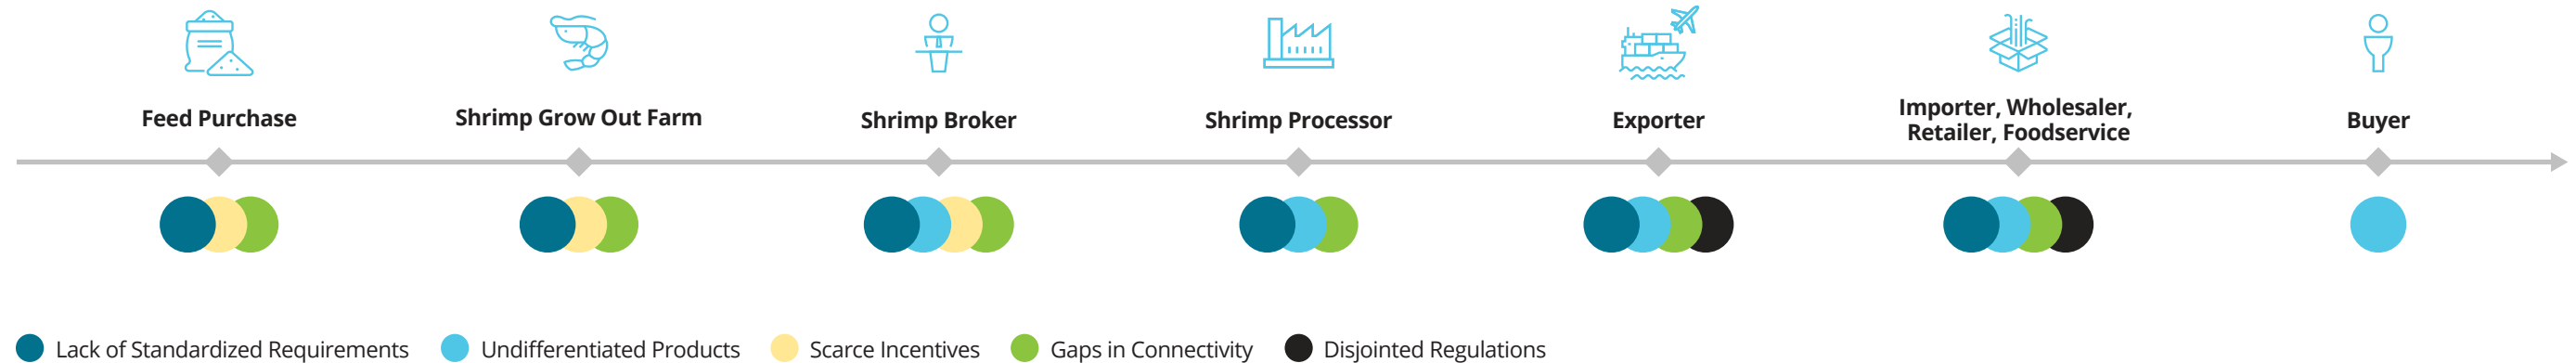 Feed Purchase
Shrimp Grow Out Farm
Shrimp Broker
Shrimp Processor
Exporter
Importer, Wholesaler,
Retailer, Foodservice
Buyer
Lack of Standardized Requirements
Undifferentiated Products
Scarce Incentives
Gaps in Connectivity
Disjointed Regulations